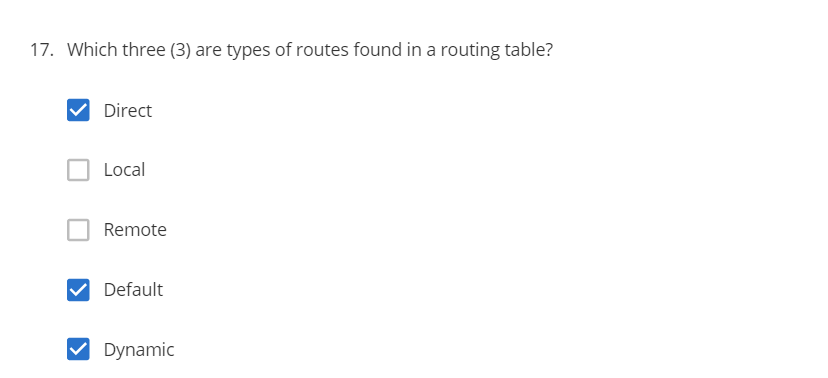 17. Which three (3) are types of routes found in a routing table?
Direct
Local
Remote
Default
Dynamic